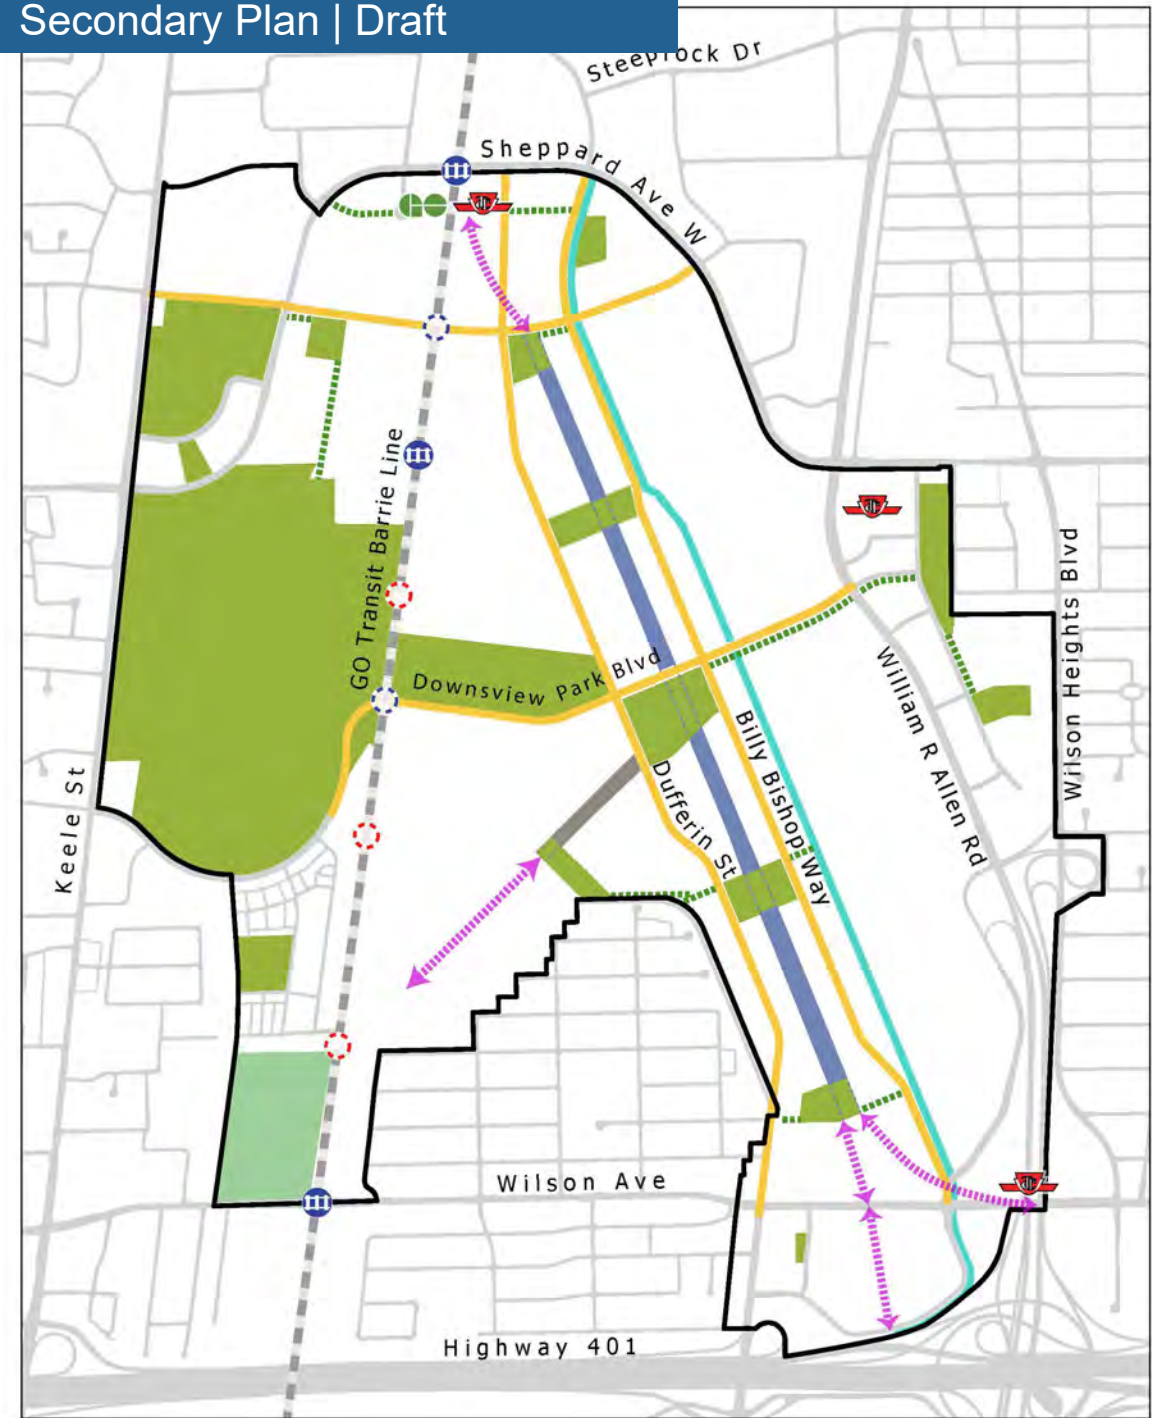 Secondary Plan | Draft
Steeprock Dr
Sheppard Ave W
GO Transit Barrie Line
Downsview Park Blvd
Wilson Heights Blvd
William R Allen Rd
Billy Bishop Way
Dufferin St
Keele St
Wilson Ave
Highway 401